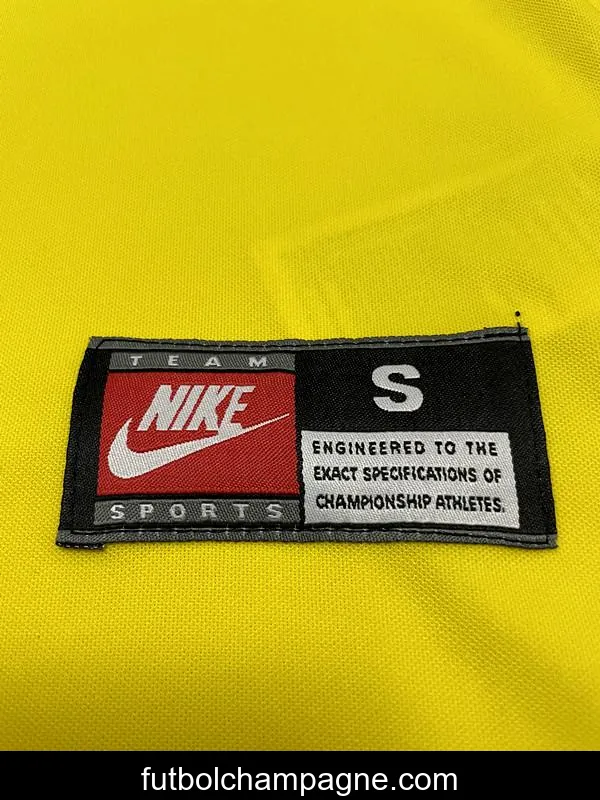 TEAM
NIKE
SPORTS
S
ENGINEERED TO THE
EXACT SPECIFICATIONS OF
CHAMPIONSHIP ATHLETES.
futbolchampagne.com